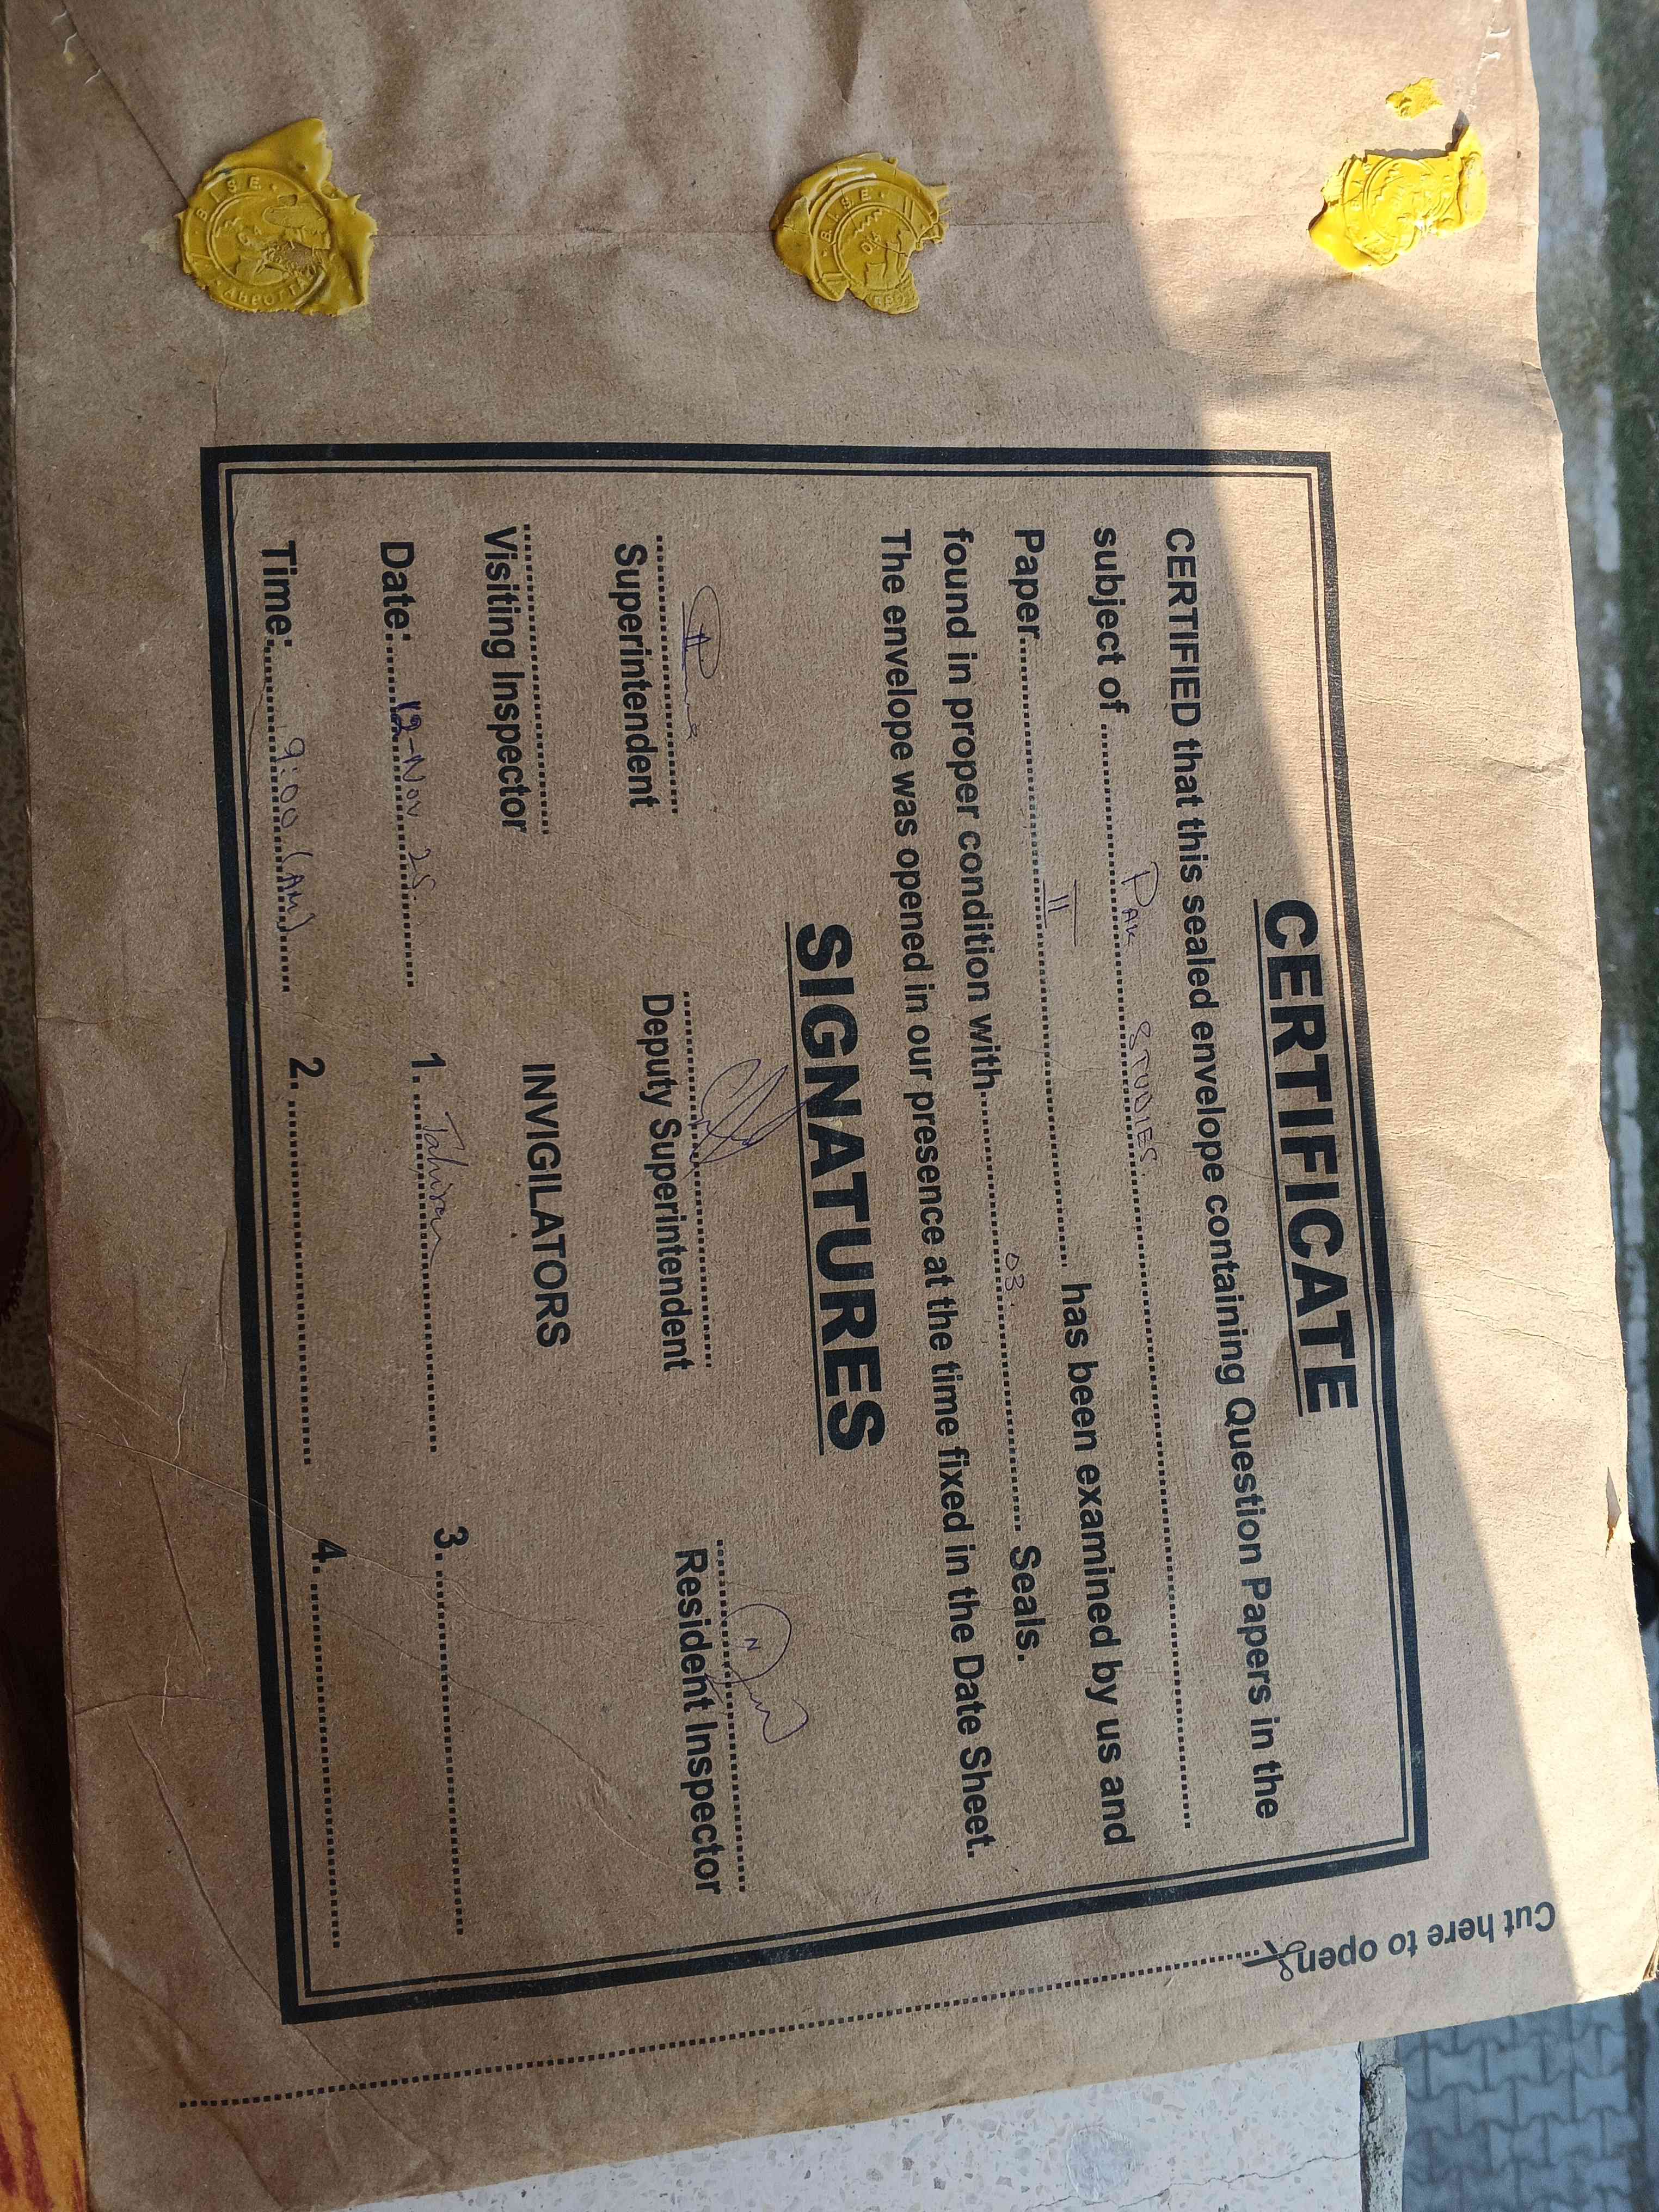 CERTIFICATE
CERTIFIED that this sealed envelope containing Question Papers in the
subject of ........ PAK STUDIES ........
Paper........ II ........ has been examined by us and
found in proper condition with........ 03 ........ Seals.
The envelope was opened in our presence at the time fixed in the Date Sheet.
SIGNATURES
Superintendent
Deputy Superintendent
Resident Inspector
Visiting Inspector
INVIGILATORS
Date:........ 12-Nov 25 ........
1. ........
3. ........
Time:........ 9:00 (AM) ........
2. ........
4. ........
Cut here to open
B.I.S.E.
B.I.S.E.